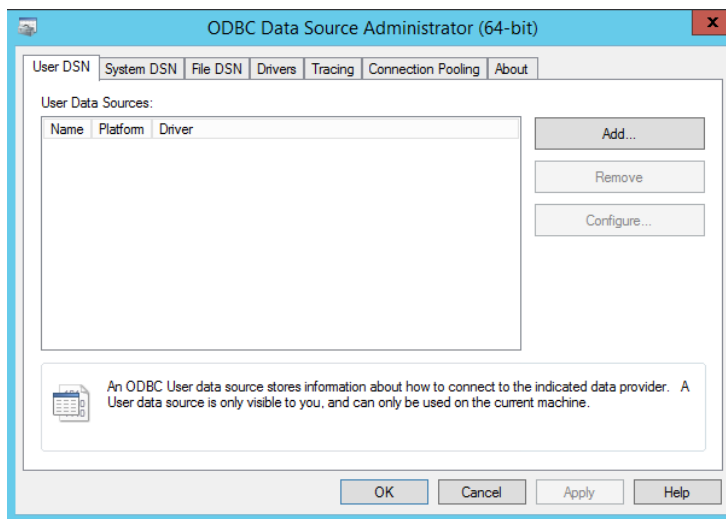 ODBC Data Source Administrator (64-bit)
x
User DSN System DSN File DSN Drivers Tracing Connection Pooling About
User Data Sources:
Name Platform Driver
Add...
Remove
Configure...
An ODBC User data source stores information about how to connect to the indicated data provider. A
User data source is only visible to you, and can only be used on the current machine.
OK Cancel Apply Help